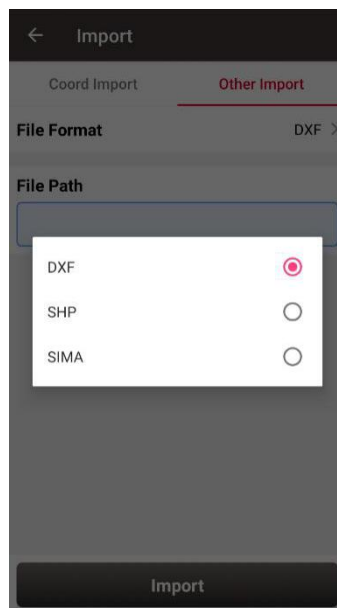 Import
Coord Import Other Import
File Format DXF
File Path
DXF
SHP
SIMA
Import